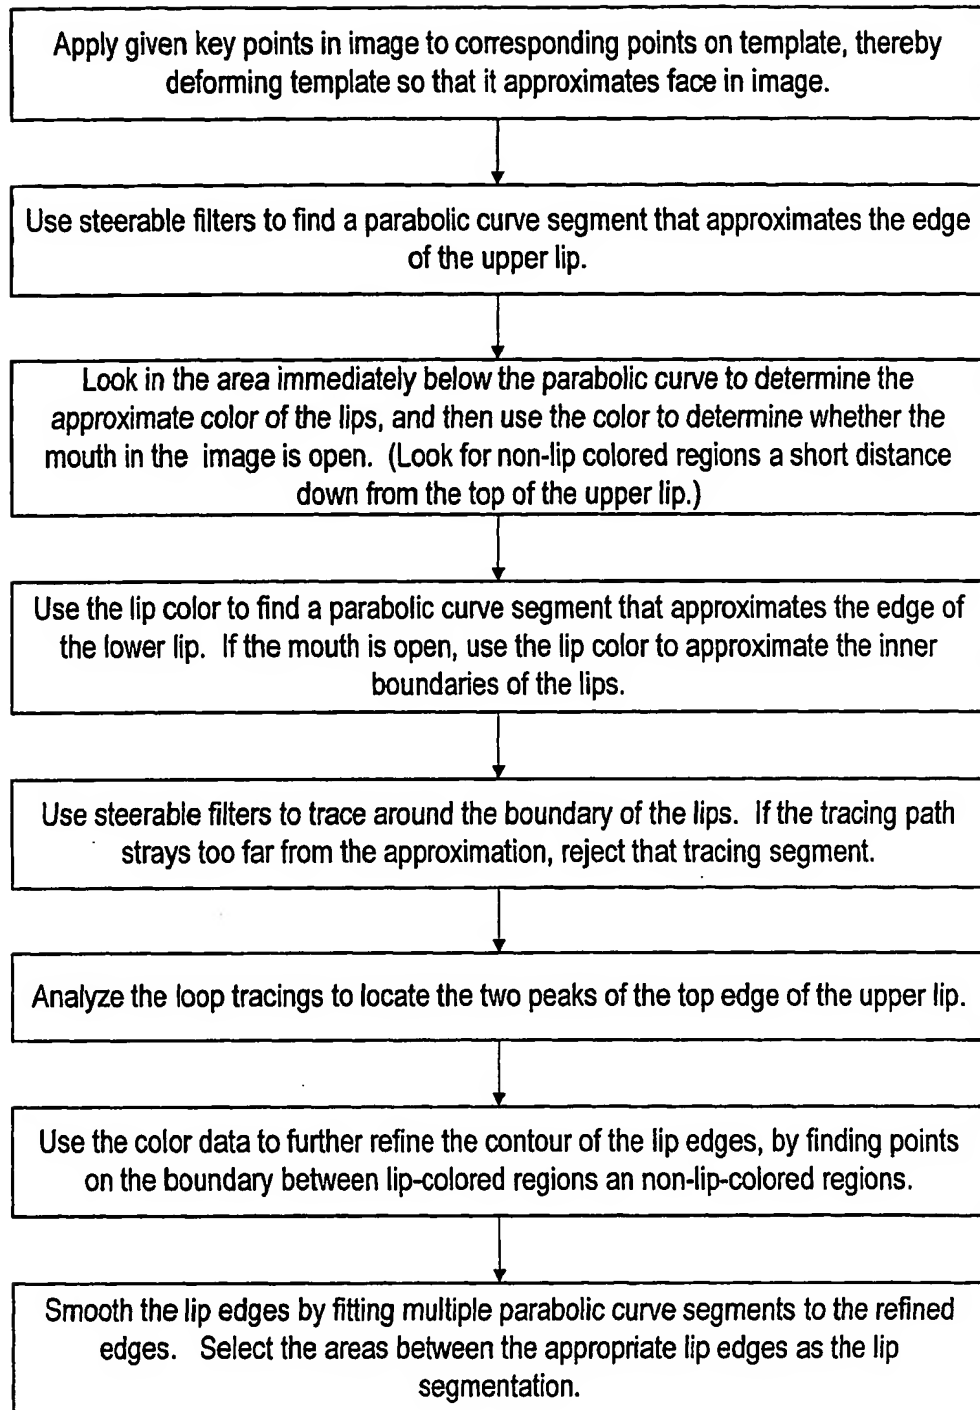 Apply given key points in image to corresponding points on template, thereby
deforming template so that it approximates face in image.
Use steerable filters to find a parabolic curve segment that approximates the edge
of the upper lip.
Look in the area immediately below the parabolic curve to determine the
approximate color of the lips, and then use the color to determine whether the
mouth in the image is open. (Look for non-lip colored regions a short distance
down from the top of the upper lip.)
Use the lip color to find a parabolic curve segment that approximates the edge of
the lower lip. If the mouth is open, use the lip color to approximate the inner
boundaries of the lips.
Use steerable filters to trace around the boundary of the lips. If the tracing path
strays too far from the approximation, reject that tracing segment.
Analyze the loop tracings to locate the two peaks of the top edge of the upper lip.
Use the color data to further refine the contour of the lip edges, by finding points
on the boundary between lip-colored regions an non-lip-colored regions.
Smooth the lip edges by fitting multiple parabolic curve segments to the refined
edges. Select the areas between the appropriate lip edges as the lip
segmentation.